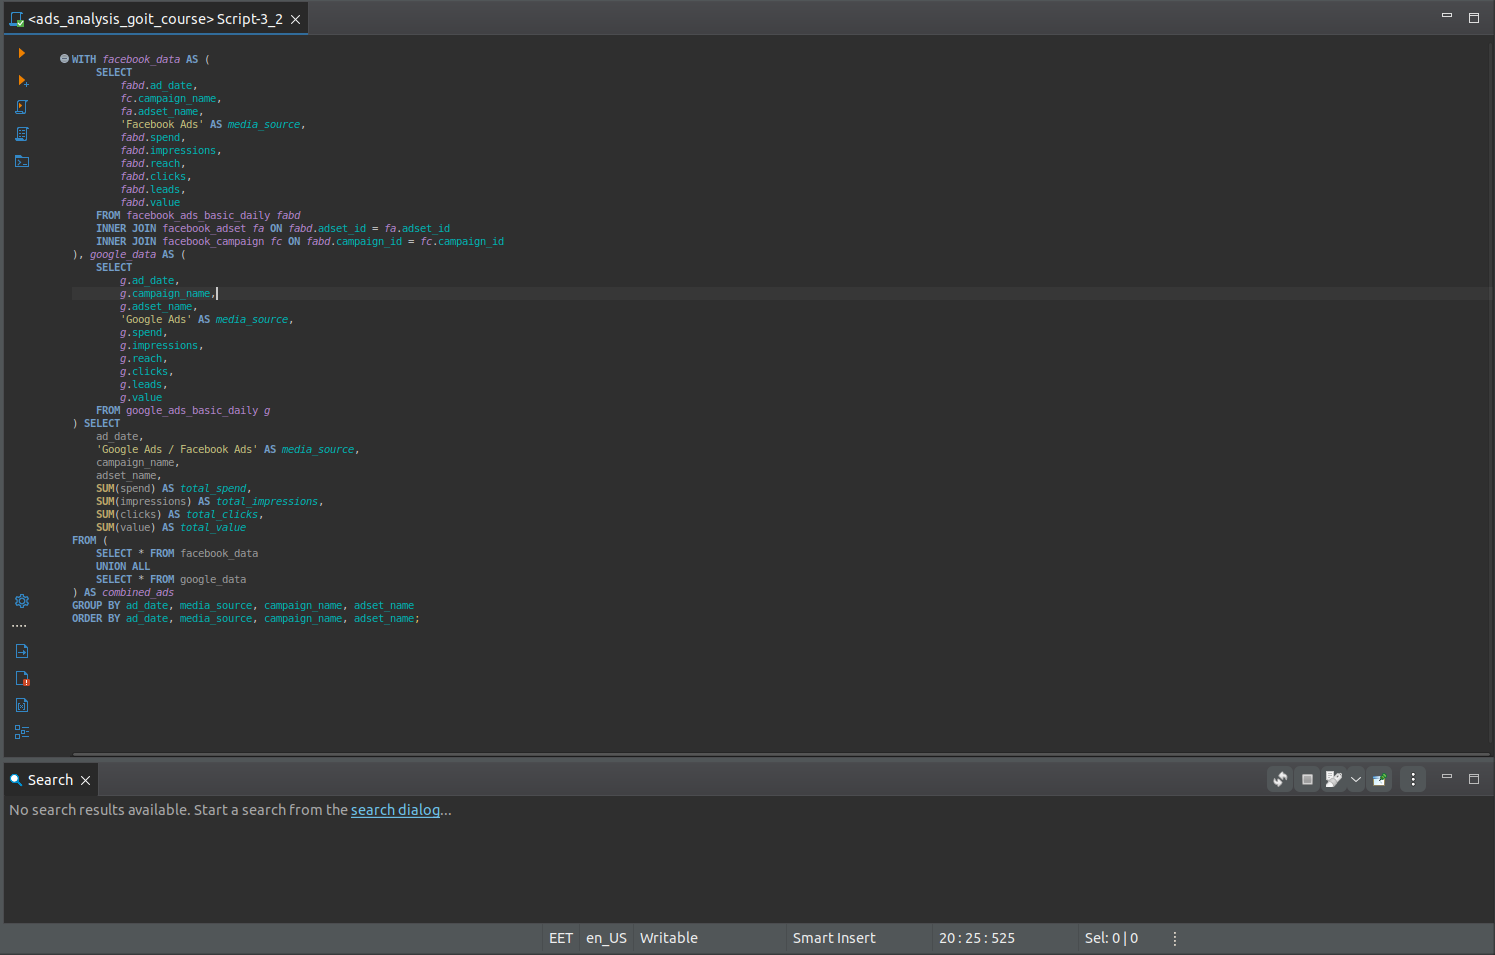 <ads_analysis_goit_course> Script-3_2
WITH facebook_data AS (
SELECT
fabd.ad_date,
fc.campaign_name,
fa.adset_name,
'Facebook Ads' AS media_source,
fabd.spend,
fabd.impressions,
fabd.reach,
fabd.clicks,
fabd.leads,
fabd.value
FROM facebook_ads_basic_daily fabd
INNER JOIN facebook_adset fa ON fabd.adset_id = fa.adset_id
INNER JOIN facebook_campaign fc ON fabd.campaign_id = fc.campaign_id
), google_data AS (
SELECT
g.ad_date,
g.campaign_name,
g.adset_name,
'Google Ads' AS media_source,
g.spend,
g.impressions,
g.reach,
g.clicks,
g.leads,
g.value
FROM google_ads_basic_daily g
) SELECT
ad_date,
'Google Ads / Facebook Ads' AS media_source,
campaign_name,
adset_name,
SUM(spend) AS total_spend,
SUM(impressions) AS total_impressions,
SUM(clicks) AS total_clicks,
SUM(value) AS total_value
FROM (
SELECT * FROM facebook_data
UNION ALL
SELECT * FROM google_data
) AS combined_ads
GROUP BY ad_date, media_source, campaign_name, adset_name
ORDER BY ad_date, media_source, campaign_name, adset_name;
Search
No search results available. Start a search from the search dialog...
EET en_US Writable Smart Insert 20 : 25 : 525 Sel: 0 | 0